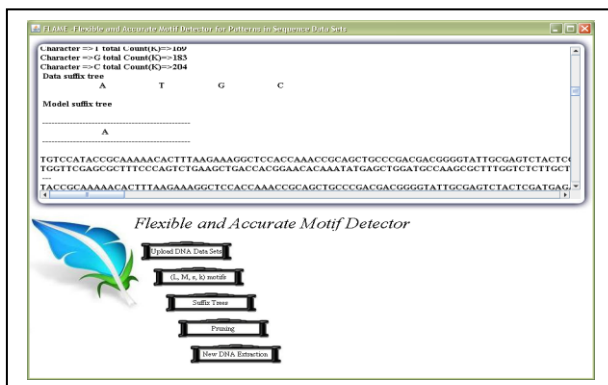 FLAME - Flexible and Accurate Motif Detector for Patterns in Sequence Data Sets
Character =>T total Count(K)=>169
Character =>G total Count(K)=>183
Character =>C total Count(K)=>204
Data suffix tree
A T G C
Model suffix tree
------------------------------------------------
A
------------------------------------------------
TGTCCATACCGCAAAAACACTTTAAGAAAGGCTCCACCAAACCGCAGCTGCCCGACGACGGGGTATTGCGAGTCTACTC
TGGTTCGAGCGCTTTCCCAGTCTGAAGCTGACCACGGAACACAAATATGAGCTGGATGCCAAGCGCTTTGGTCTCTTGCT
---
TACCGCAAAAACACTTTAAGAAAGGCTCCACCAAACCGCAGCTGCCCGACGACGGGGTATTGCGAGTCTACTCGATGAG
Flexible and Accurate Motif Detector
Upload DNA Data Sets
(L, M, s, k) motifs
Suffix Trees
Pruning
New DNA Extraction